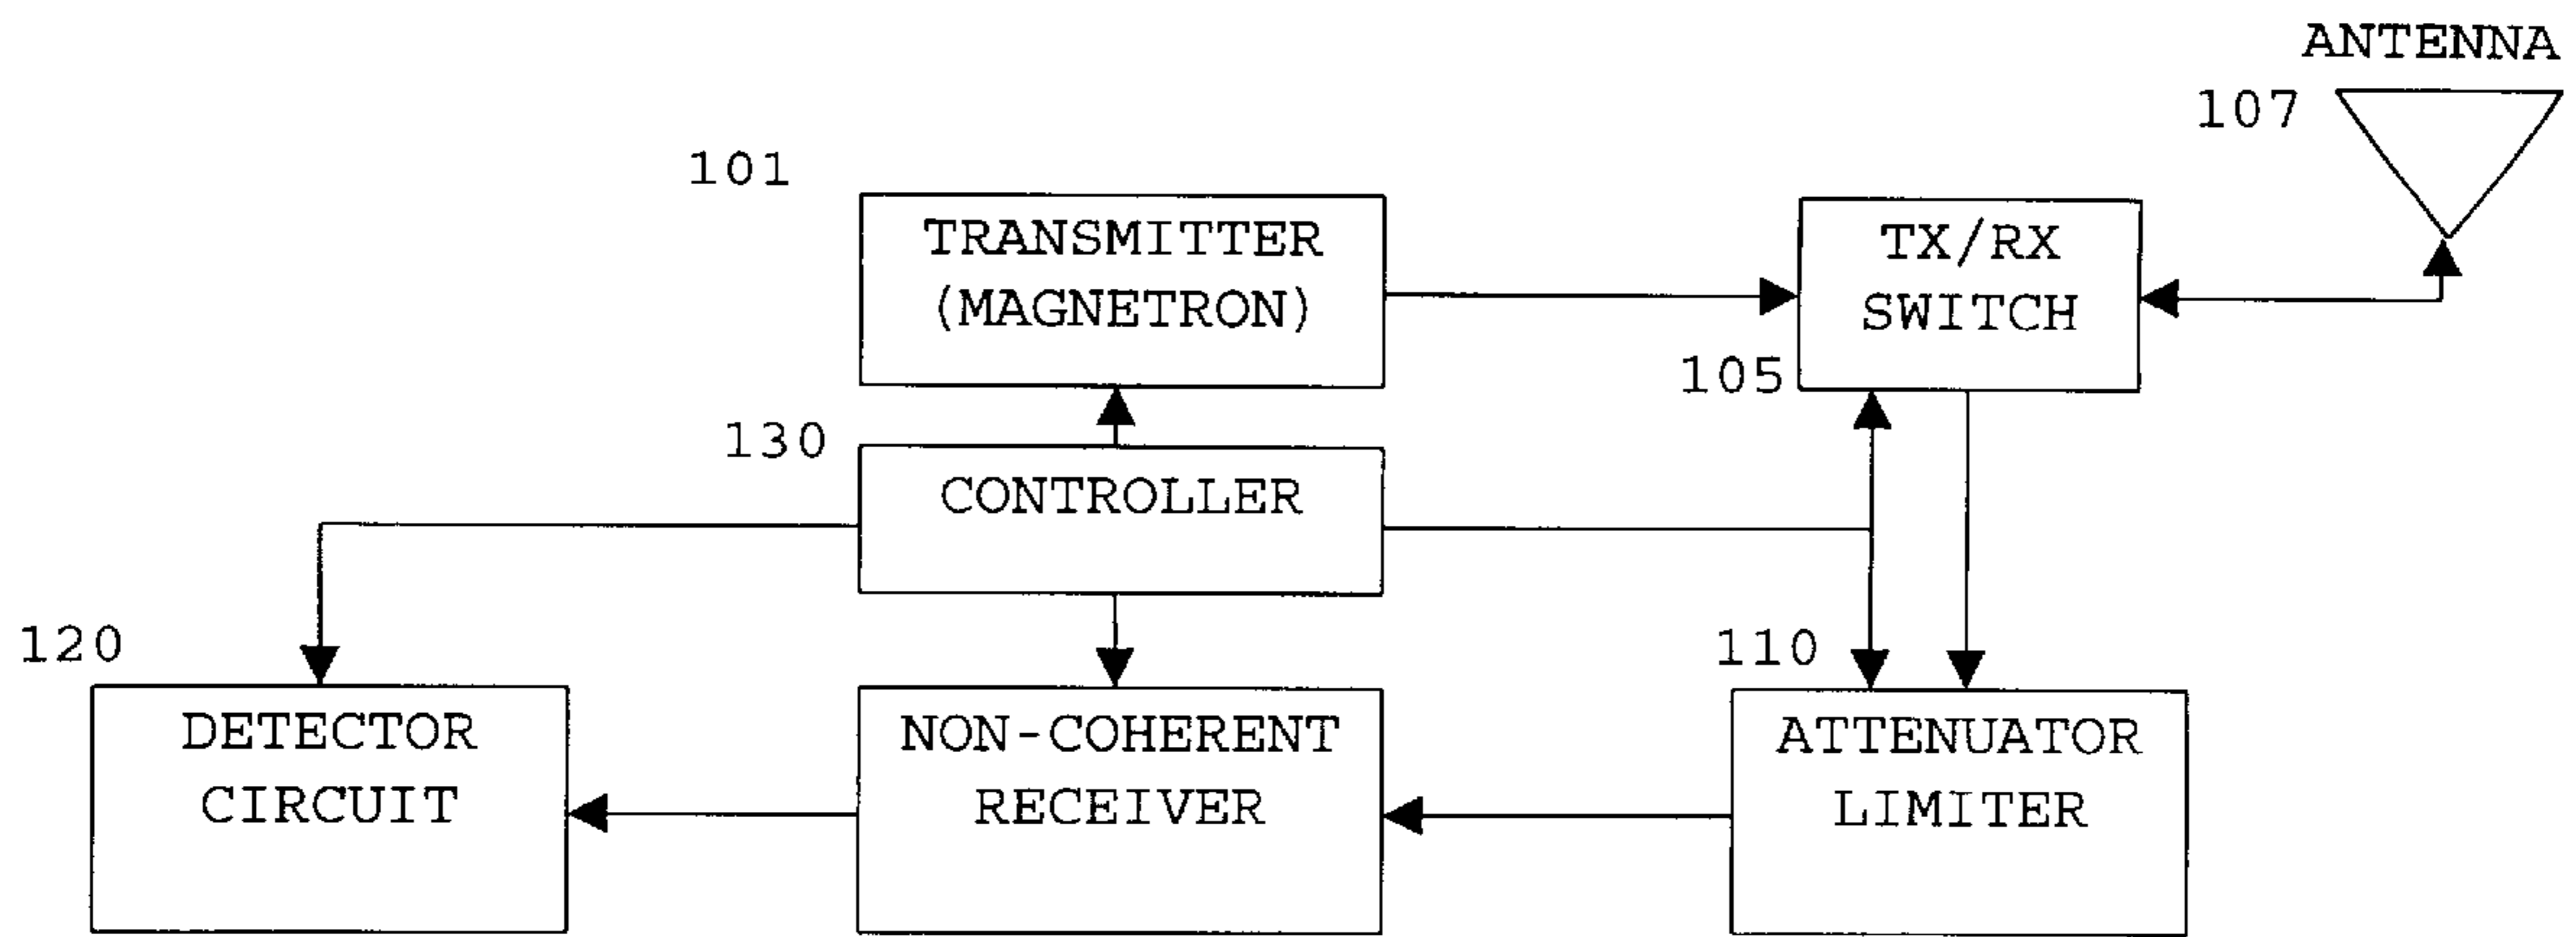 ANTENNA
107
101
TRANSMITTER
(MAGNETRON)
TX/RX
SWITCH
105
130
CONTROLLER
120
110
DETECTOR
CIRCUIT
NON-COHERENT
RECEIVER
ATTENUATOR
LIMITER